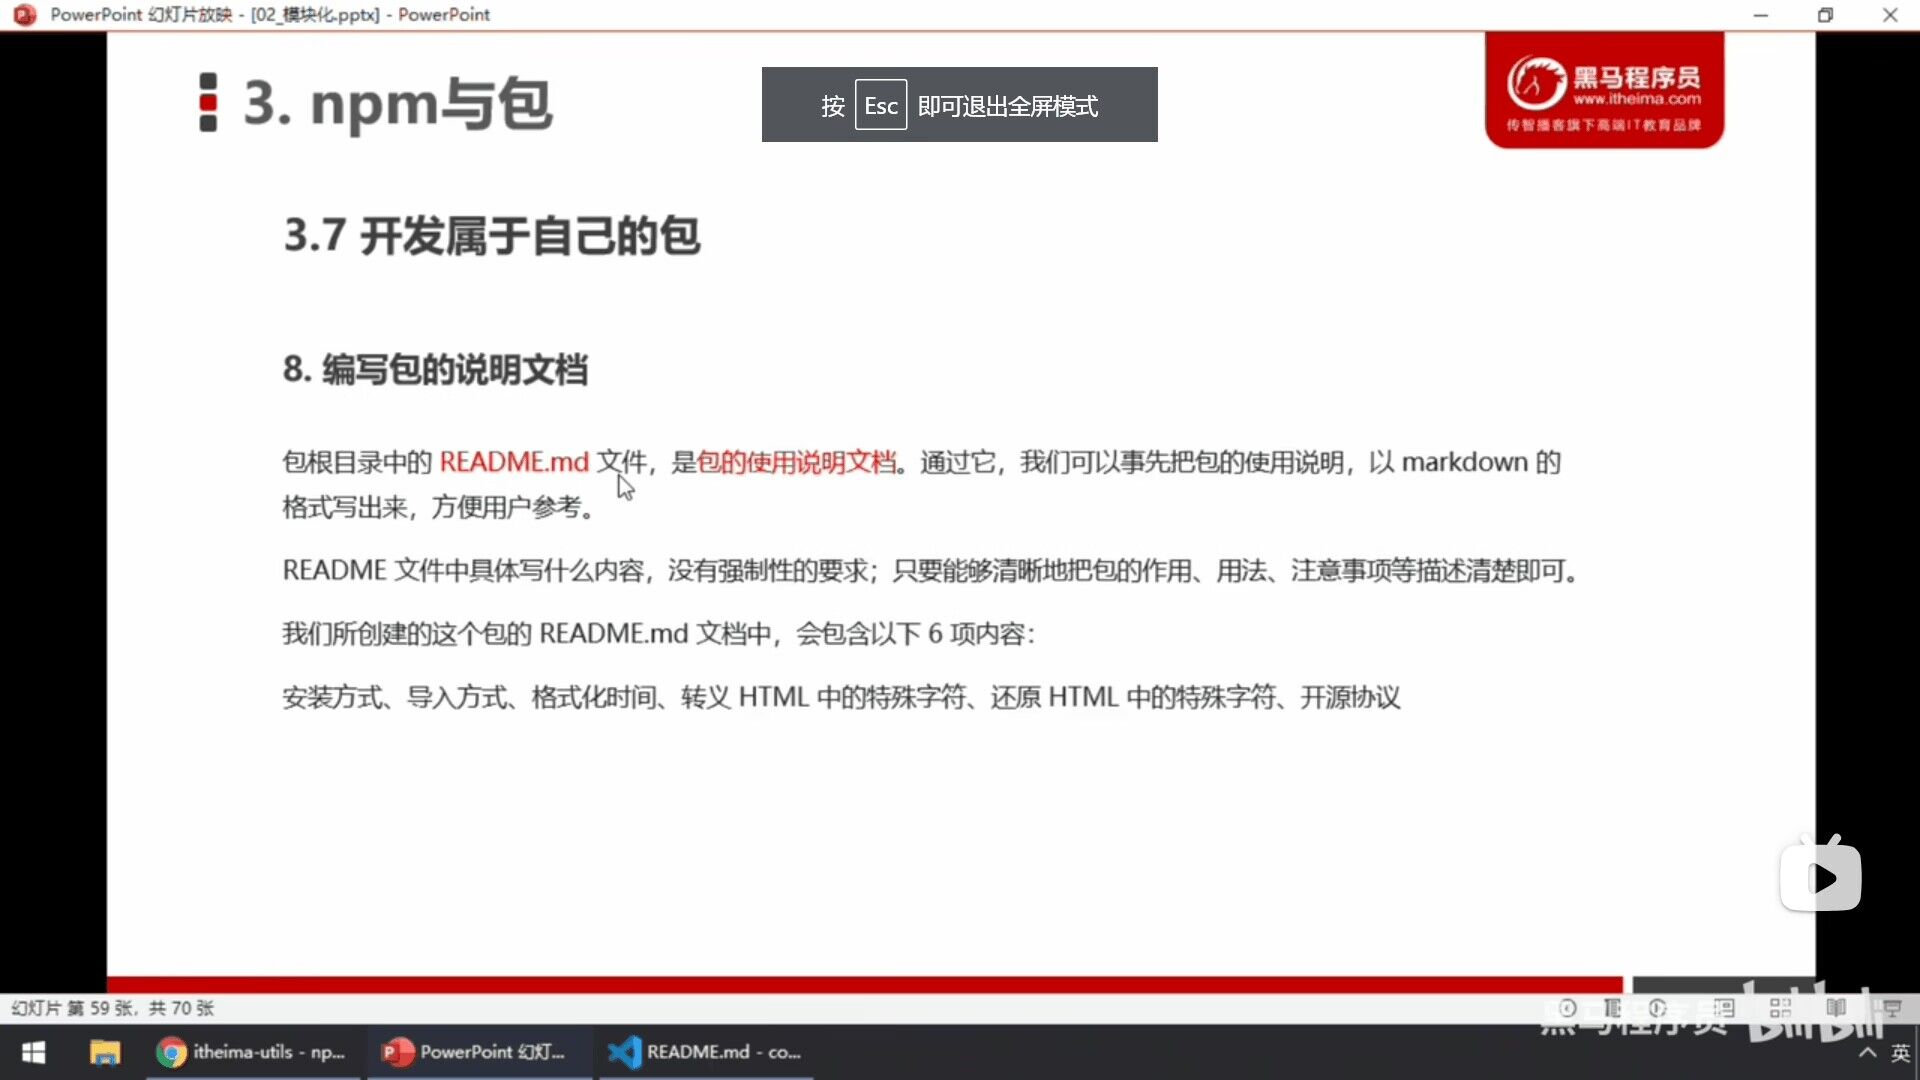 PowerPoint 幻灯片放映 - [02_模块化.pptx] - PowerPoint
3. npm与包
按 Esc 即可退出全屏模式
黑马程序员
www.itheima.com
传智播客旗下高端IT教育品牌
3.7 开发属于自己的包
8. 编写包的说明文档
包根目录中的 README.md 文件，是包的使用说明文档。通过它，我们可以事先把包的使用说明，以 markdown 的
格式写出来，方便用户参考。
README 文件中具体写什么内容，没有强制性的要求；只要能够清晰地把包的作用、用法、注意事项等描述清楚即可。
我们所创建的这个包的 README.md 文档中，会包含以下 6 项内容：
安装方式、导入方式、格式化时间、转义 HTML 中的特殊字符、还原 HTML 中的特殊字符、开源协议
幻灯片 第 59 张，共 70 张
黑马程序员 bilibili
itheima-utils - np...
PowerPoint 幻灯...
README.md - co...
英